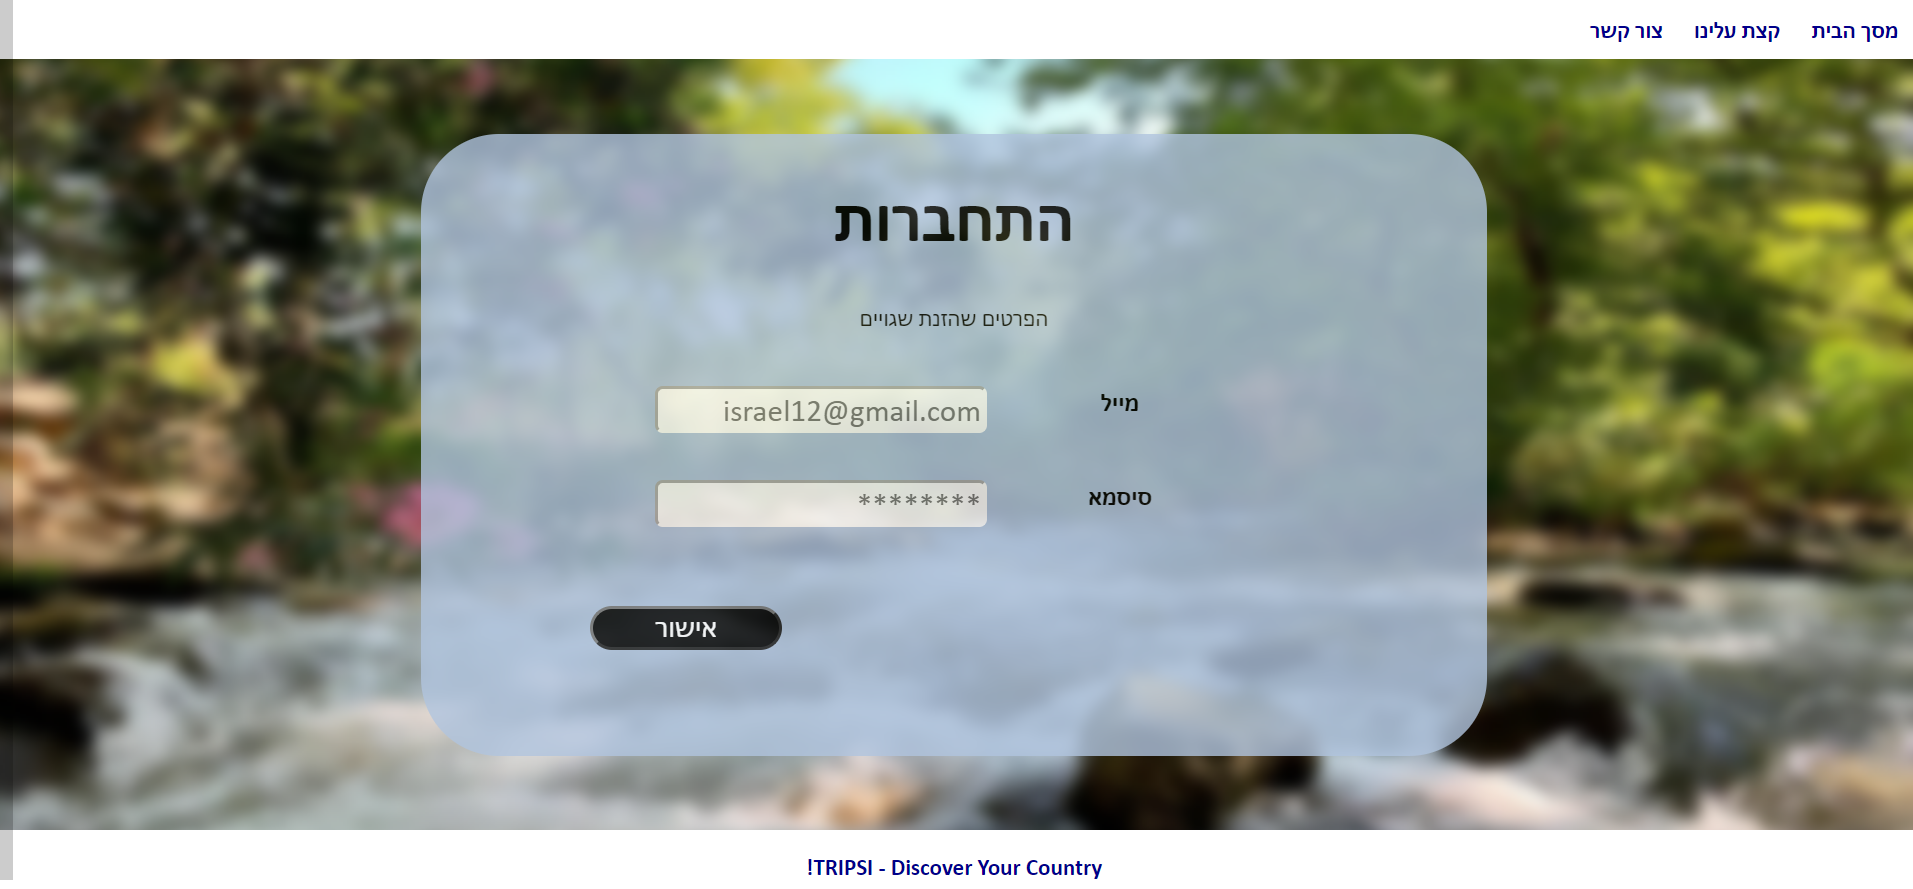 מסך הבית קצת עלינו צור קשר
התחברות
הפרטים שהזנת שגויים
מייל israel12@gmail.com
סיסמא ********
אישור
!TRIPSI - Discover Your Country